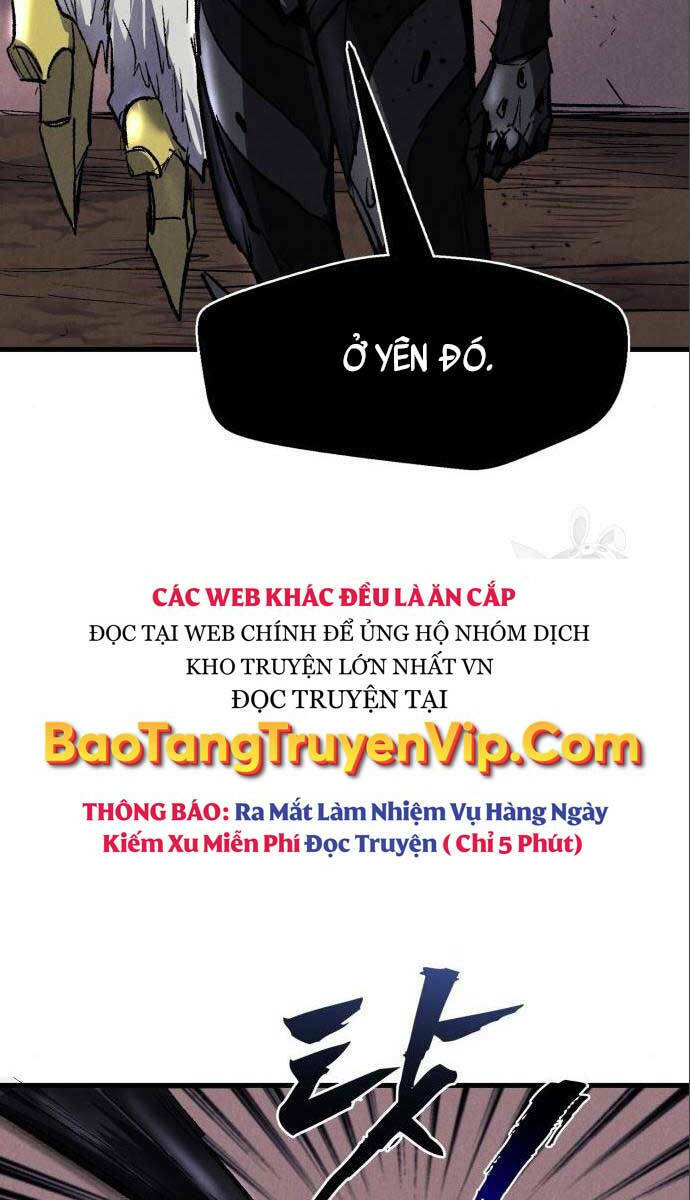 Ở YÊN ĐÓ.
CÁC WEB KHÁC ĐỀU LÀ ĂN CẮP
ĐỌC TẠI WEB CHÍNH ĐỂ ỦNG HỘ NHÓM DỊCH
KHO TRUYỆN LỚN NHẤT VN
ĐỌC TRUYỆN TẠI
BaoTangTruyenVip.Com
THÔNG BÁO: Ra Mắt Làm Nhiệm Vụ Hàng Ngày
Kiếm Xu Miễn Phí Đọc Truyện ( Chỉ 5 Phút)
탓